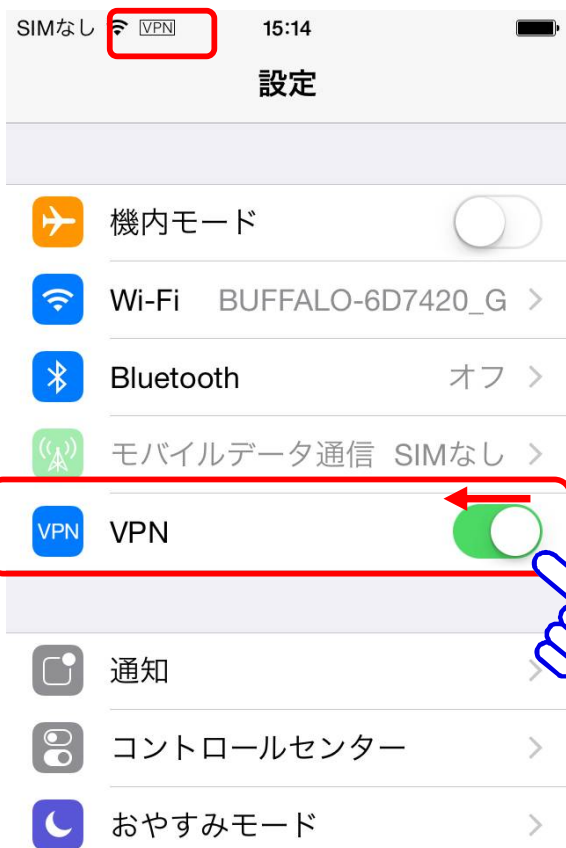 SIMなし VPN 15:14
設定
機内モード
Wi-Fi BUFFALO-6D7420_G
Bluetooth オフ
モバイルデータ通信 SIMなし
VPN VPN
通知
コントロールセンター
おやすみモード